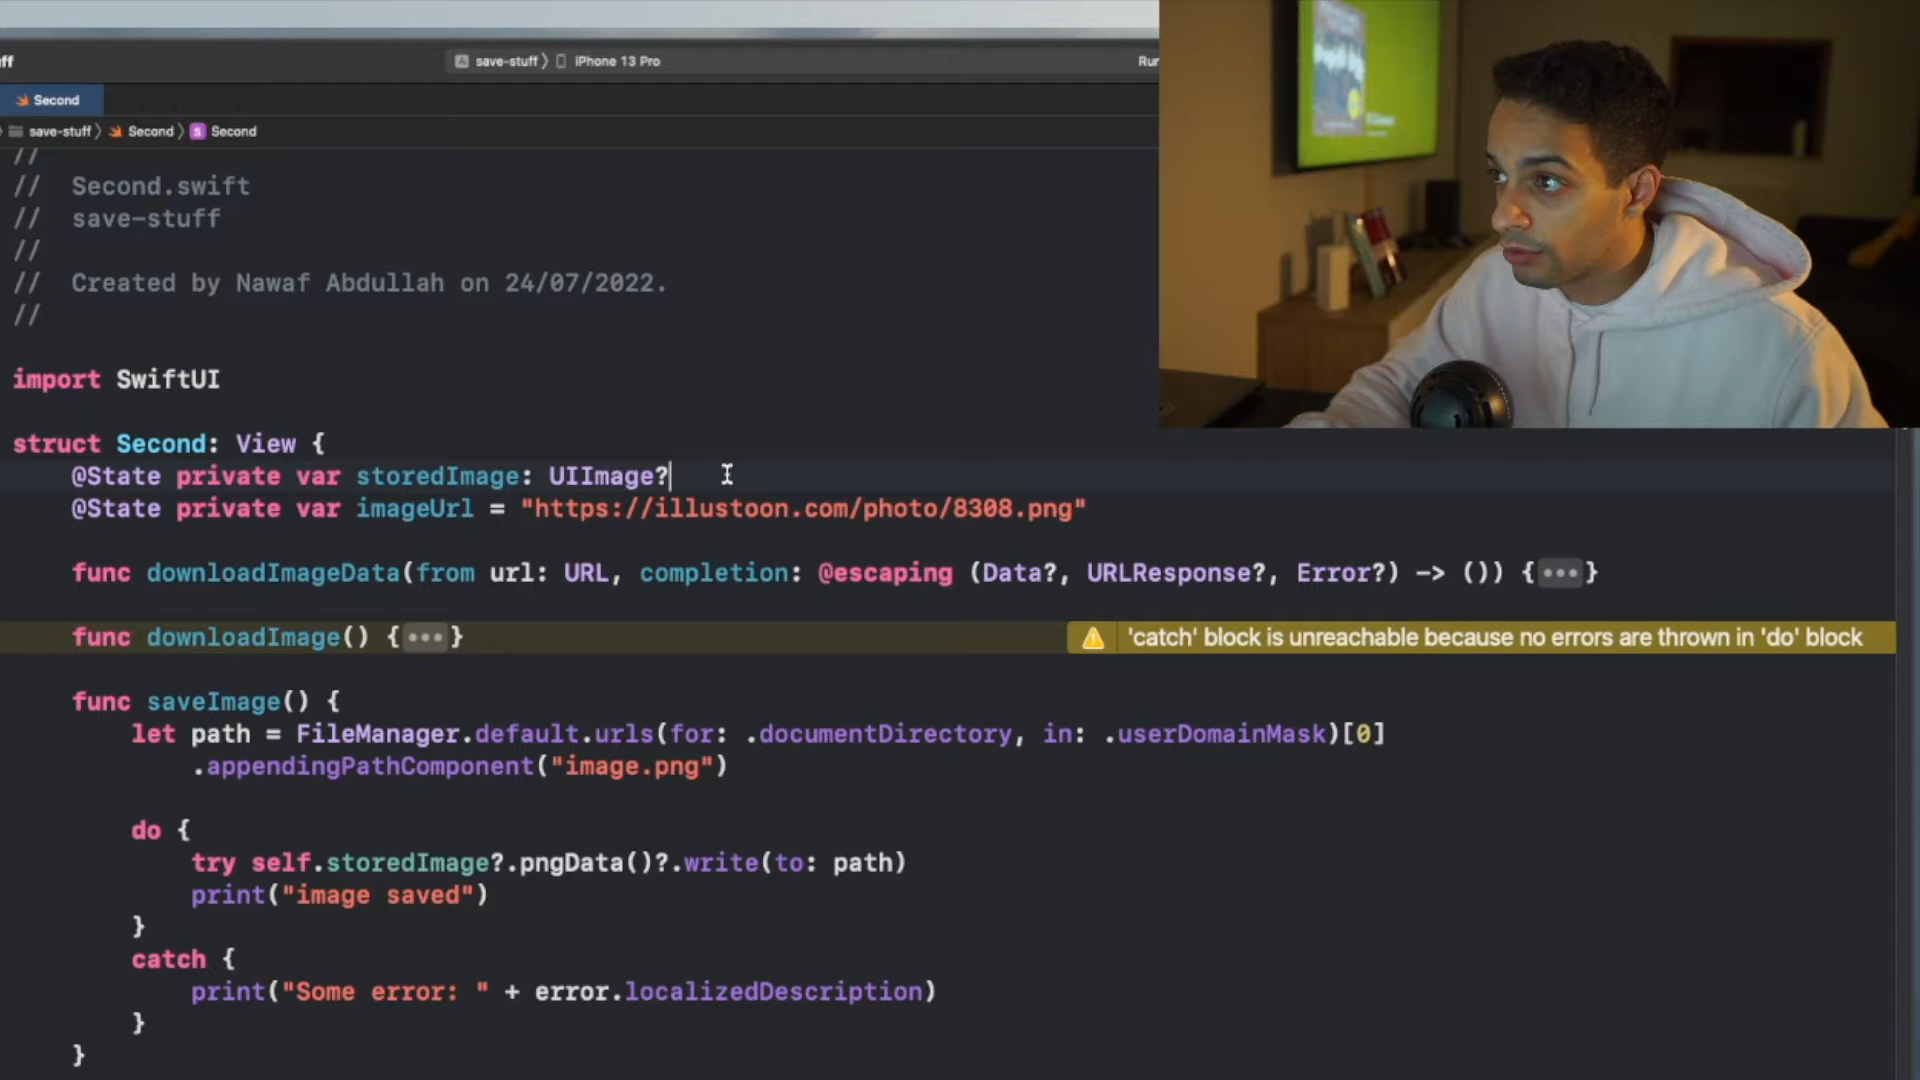 ff
save-stuff 〉 iPhone 13 Pro
Run
Second
save-stuff 〉 Second 〉 S Second
//
// Second.swift
// save-stuff
//
// Created by Nawaf Abdullah on 24/07/2022.
//
import SwiftUI
struct Second: View {
@State private var storedImage: UIImage?
@State private var imageUrl = "https://illustoon.com/photo/8308.png"
func downloadImageData(from url: URL, completion: @escaping (Data?, URLResponse?, Error?) -> ()) {•••}
func downloadImage() {•••}
'catch' block is unreachable because no errors are thrown in 'do' block
func saveImage() {
let path = FileManager.default.urls(for: .documentDirectory, in: .userDomainMask)[0]
.appendingPathComponent("image.png")
do {
try self.storedImage?.pngData()?.write(to: path)
print("image saved")
}
catch {
print("Some error: " + error.localizedDescription)
}
}